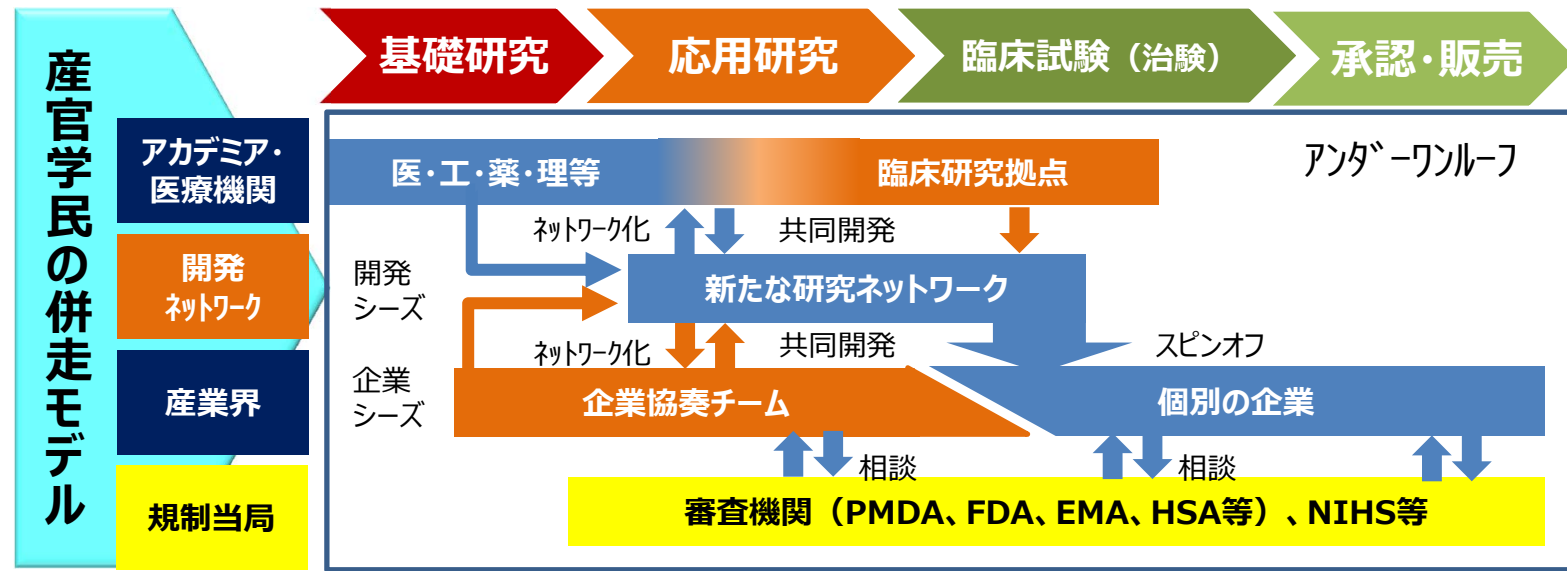 産官学民の併走モデル
基礎研究
応用研究
臨床試験（治験）
承認・販売
アカデミア・
医療機関
開発
ﾈｯﾄﾜｰｸ
産業界
規制当局
アンダーワンルーフ
医・工・薬・理等
臨床研究拠点
ﾈｯﾄﾜｰｸ化
共同開発
開発
シーズ
新たな研究ネットワーク
ﾈｯﾄﾜｰｸ化
共同開発
スピンオフ
企業
シーズ
企業協奏チーム
個別の企業
相談
相談
審査機関（PMDA、FDA、EMA、HSA等）、NIHS等